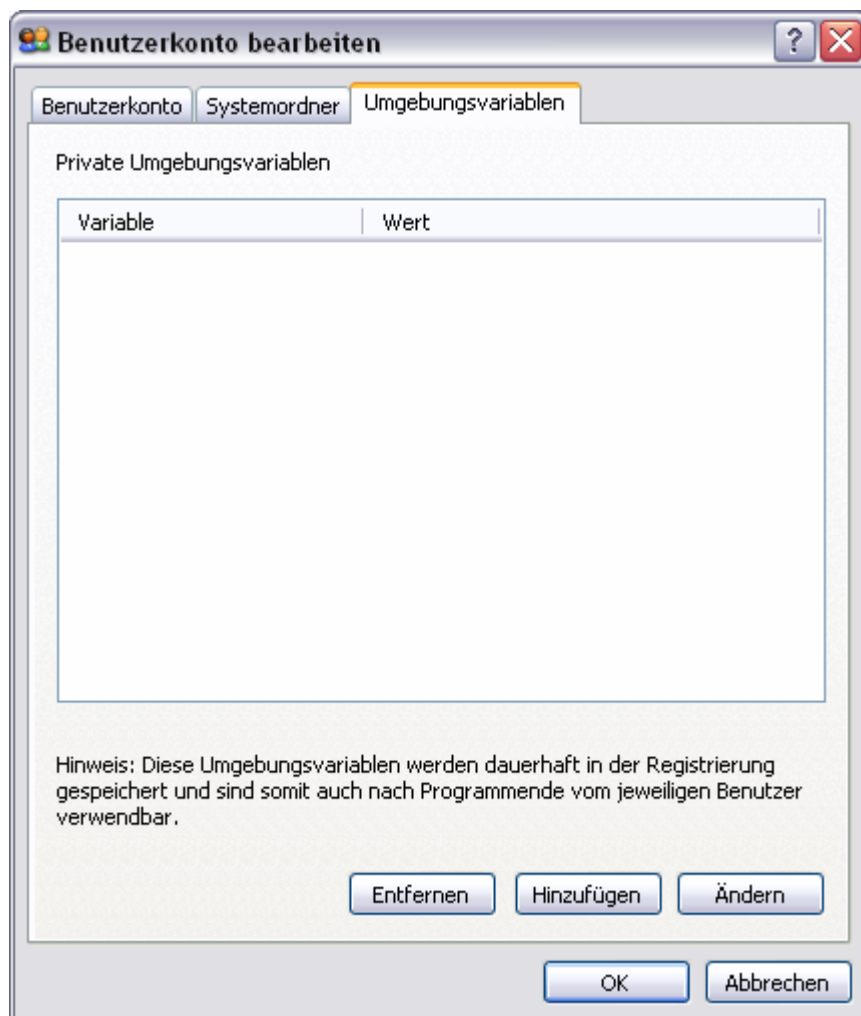 Benutzerkonto bearbeiten
Benutzerkonto Systemordner Umgebungsvariablen
Private Umgebungsvariablen
Variable Wert
Hinweis: Diese Umgebungsvariablen werden dauerhaft in der Registrierung
gespeichert und sind somit auch nach Programmende vom jeweiligen Benutzer
verwendbar.
Entfernen Hinzufügen Ändern
OK Abbrechen